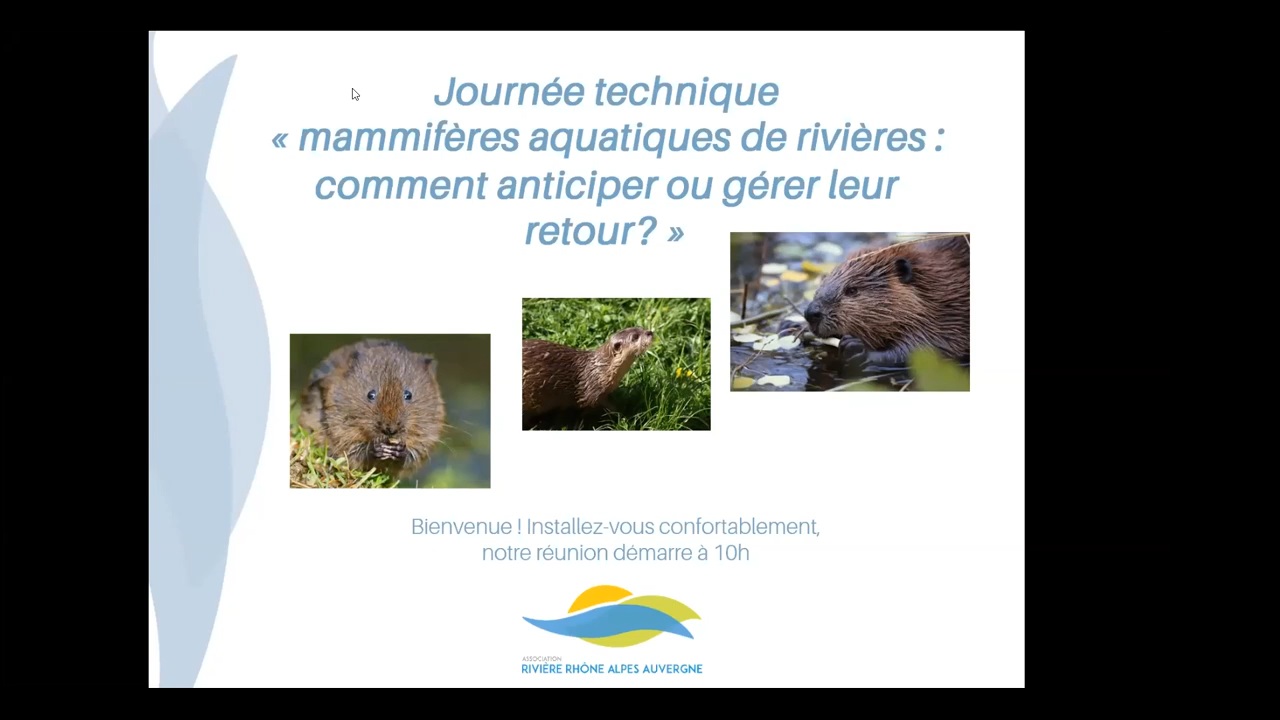 Journée technique
« mammifères aquatiques de rivières :
comment anticiper ou gérer leur
retour? »
Bienvenue ! Installez-vous confortablement,
notre réunion démarre à 10h
ASSOCIATION
RIVIÈRE RHÔNE ALPES AUVERGNE